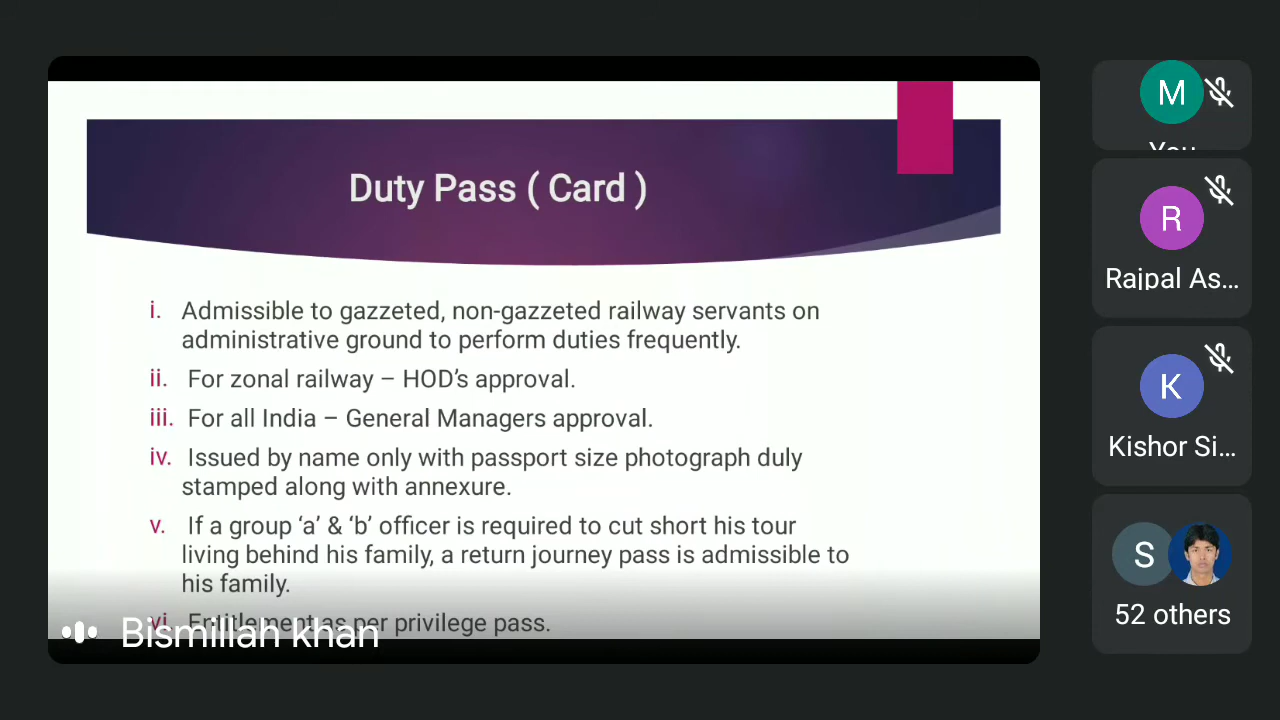 Duty Pass ( Card )
i. Admissible to gazzeted, non-gazzeted railway servants on
administrative ground to perform duties frequently.
ii. For zonal railway – HOD’s approval.
iii. For all India – General Managers approval.
iv. Issued by name only with passport size photograph duly
stamped along with annexure.
v. If a group ‘a’ & ‘b’ officer is required to cut short his tour
living behind his family, a return journey pass is admissible to
his family.
vi. Entitlement as per privilege pass.
Bismillah khan
M
You
R
Rajpal As...
K
Kishor Si...
S
52 others